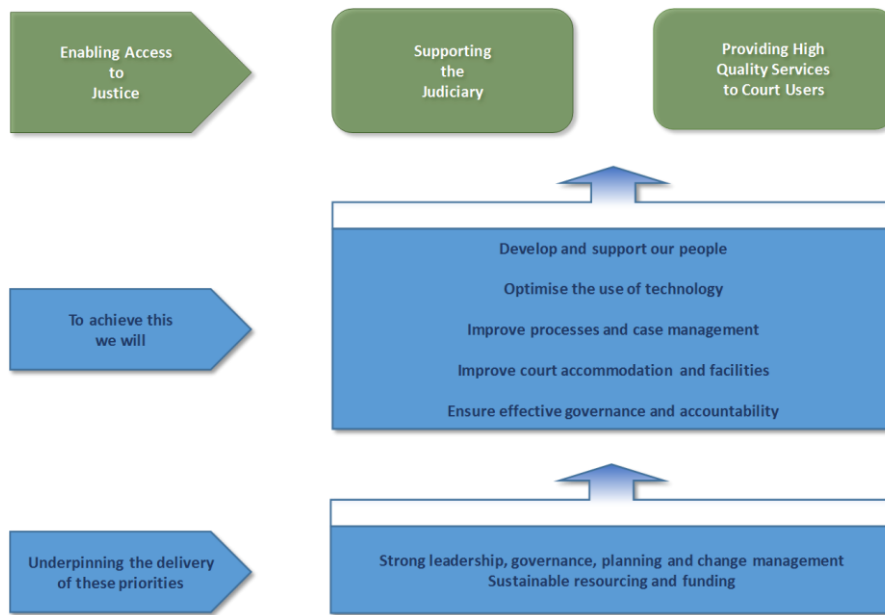 Enabling Access
to
Justice
Supporting
the
Judiciary
Providing High
Quality Services
to Court Users
To achieve this
we will
Develop and support our people
Optimise the use of technology
Improve processes and case management
Improve court accommodation and facilities
Ensure effective governance and accountability
Underpinning the delivery
of these priorities
Strong leadership, governance, planning and change management
Sustainable resourcing and funding